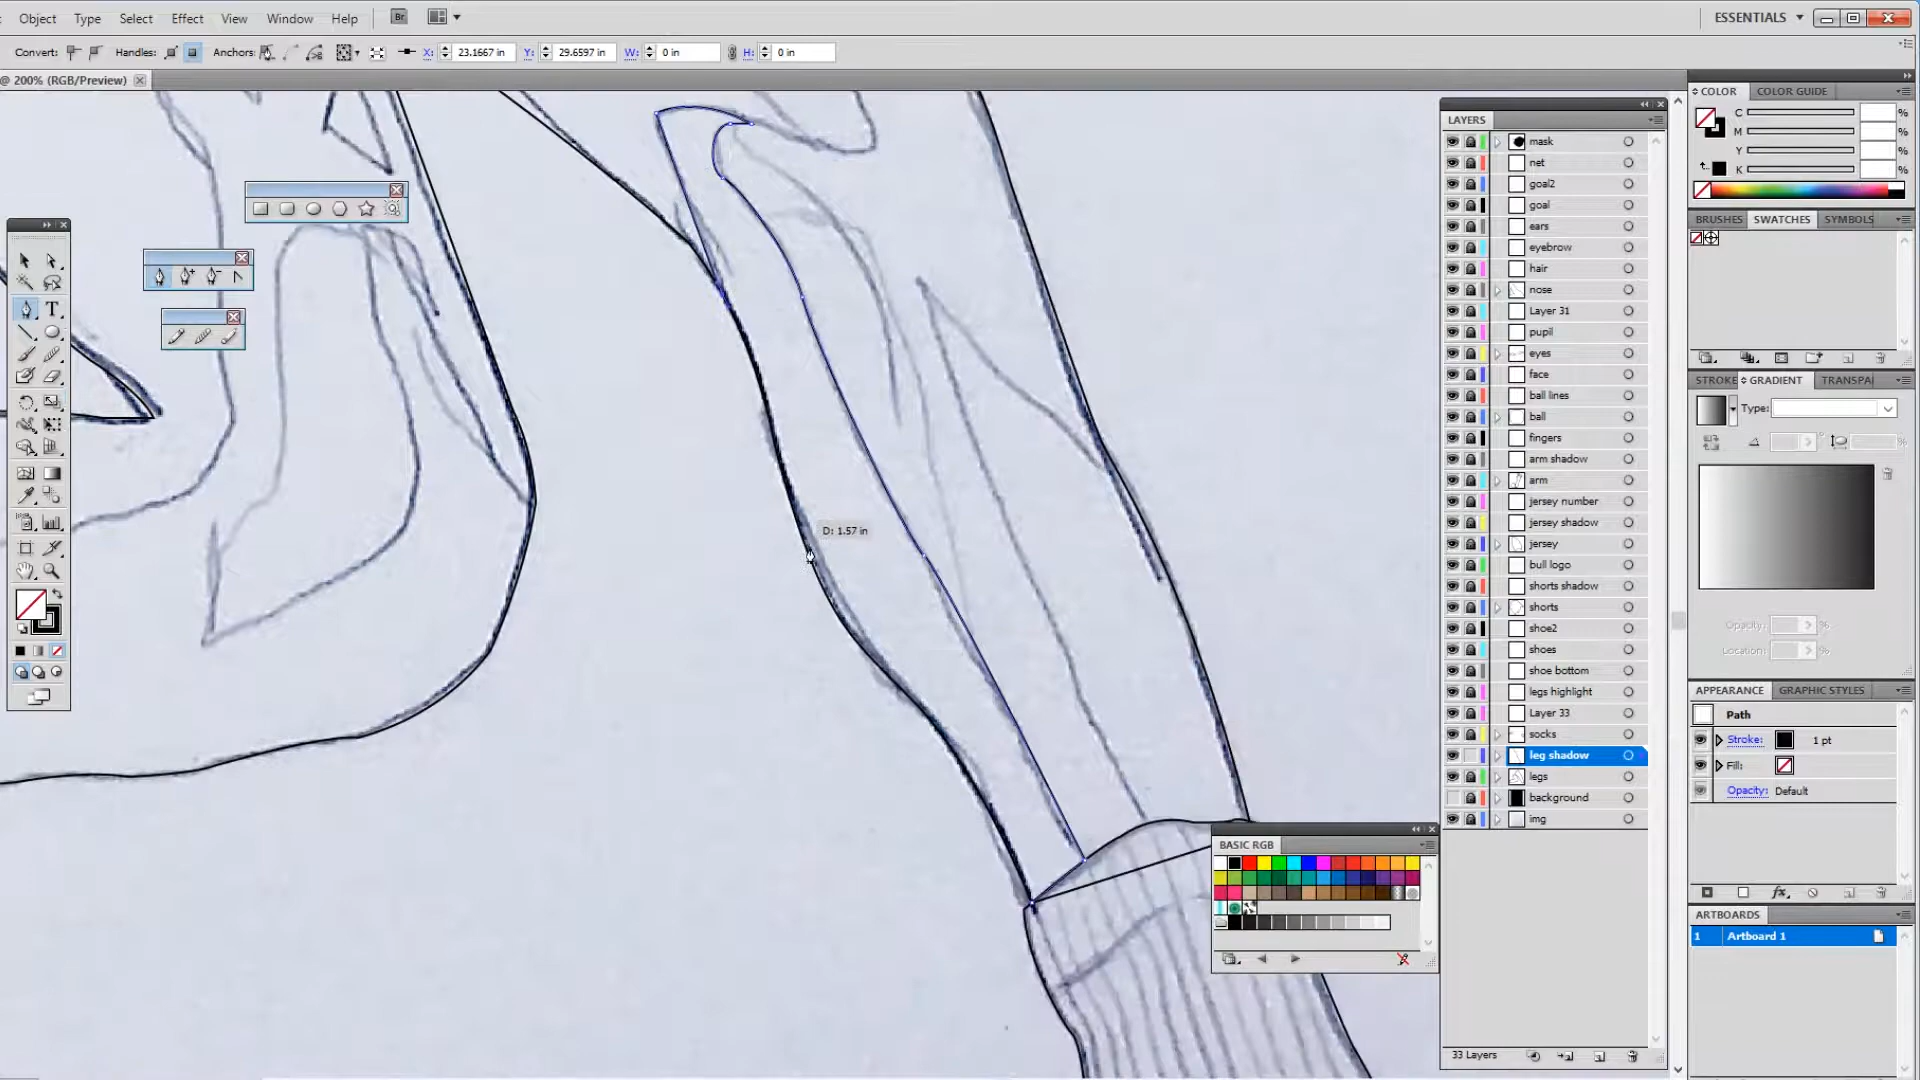 Object Type Select Effect View Window Help Br ESSENTIALS
Convert: Handles: Anchors: X: 23.1667 in Y: 29.6597 in W: 0 in H: 0 in
@ 200% (RGB/Preview)
COLOR COLOR GUIDE
C %
M %
Y %
K %
LAYERS
mask
net
goal2
goal
ears
eyebrow
hair
nose
Layer 31
pupil
eyes
face
ball lines
ball
fingers
arm shadow
arm
jersey number
jersey shadow
jersey
bull logo
shorts shadow
shorts
shoe2
shoes
shoe bottom
legs highlight
Layer 33
socks
leg shadow
legs
background
img
33 Layers
BRUSHES SWATCHES SYMBOLS
STROKE GRADIENT TRANSPA
Type:
%
Opacity: %
Location: %
APPEARANCE GRAPHIC STYLES
Path
Stroke: 1 pt
Fill:
Opacity: Default
ARTBOARDS
1 Artboard 1
T
D: 1.57 in
BASIC RGB